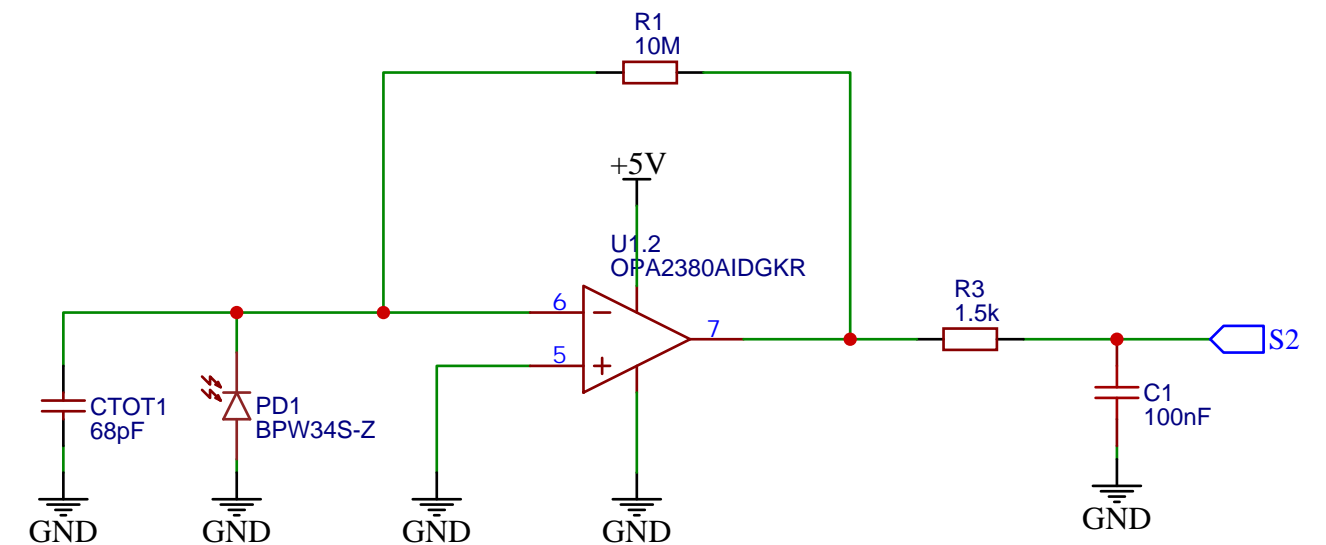 R1
10M
+5V
U1.2
OPA2380AIDGKR
6
5
7
R3
1.5k
S2
CTOT1
68pF
PD1
BPW34S-Z
C1
100nF
GND
GND
GND
GND
GND